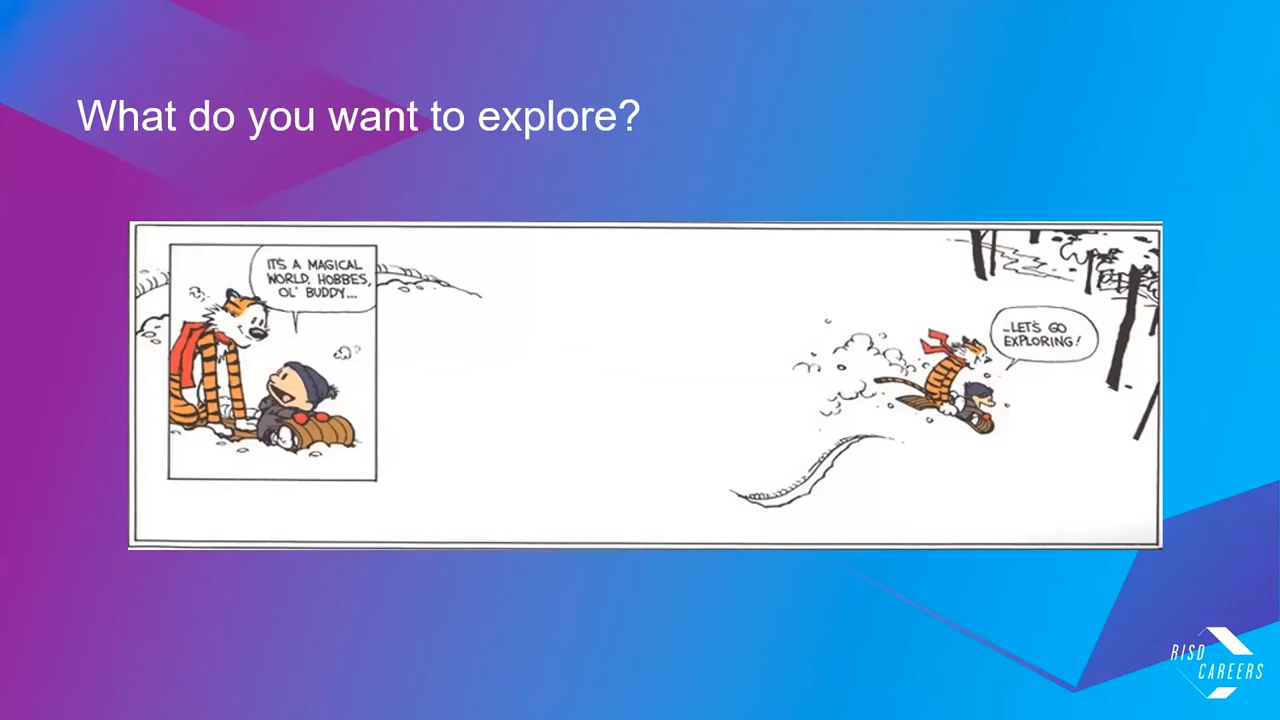 What do you want to explore?
IT'S A MAGICAL
WORLD, HOBBES,
OL' BUDDY...
...LET'S GO
EXPLORING!
RISD
CAREERS